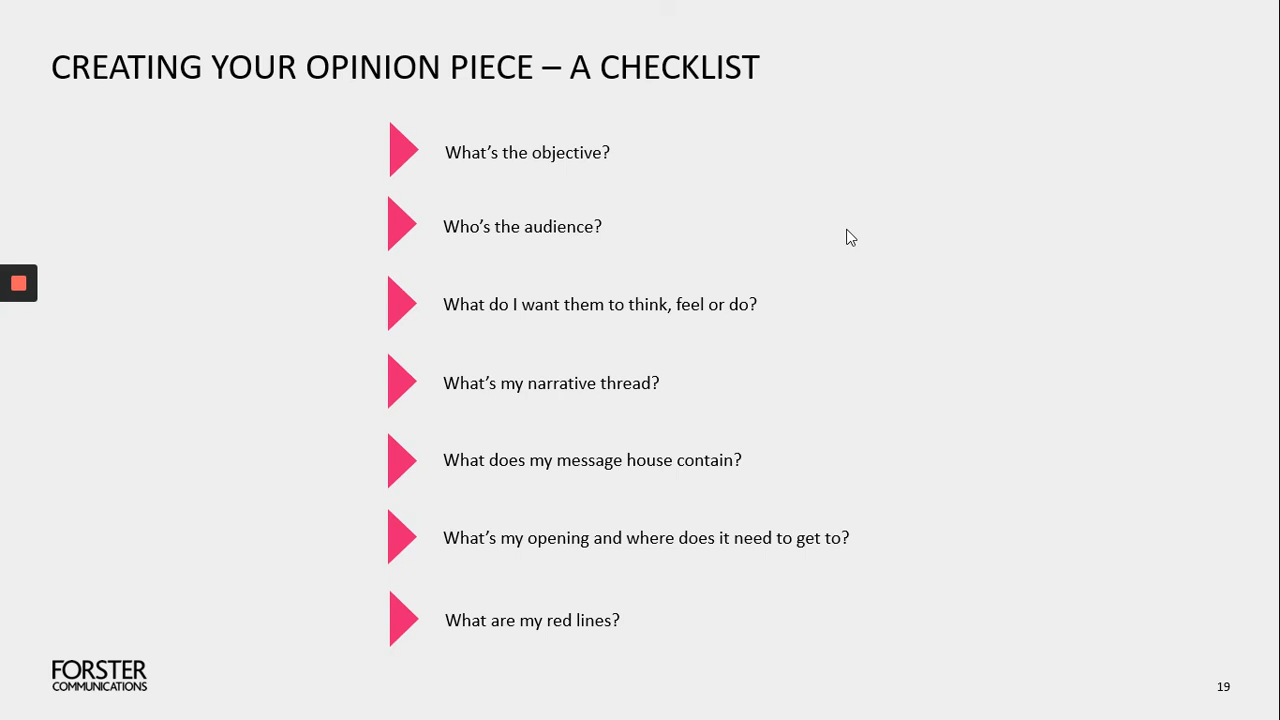 CREATING YOUR OPINION PIECE – A CHECKLIST
What’s the objective?
Who’s the audience?
What do I want them to think, feel or do?
What’s my narrative thread?
What does my message house contain?
What’s my opening and where does it need to get to?
What are my red lines?
FORSTER
COMMUNICATIONS
19